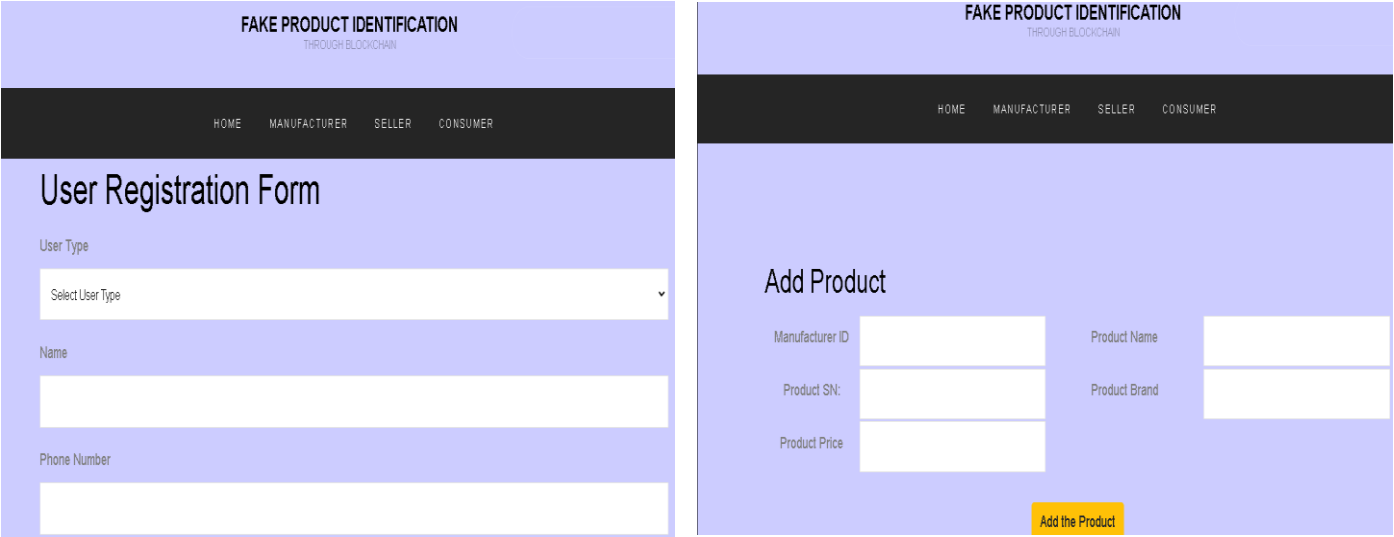 FAKE PRODUCT IDENTIFICATION
THROUGH BLOCKCHAIN
HOME MANUFACTURER SELLER CONSUMER
User Registration Form
User Type
Select User Type
Name
Phone Number
FAKE PRODUCT IDENTIFICATION
THROUGH BLOCKCHAIN
HOME MANUFACTURER SELLER CONSUMER
Add Product
Manufacturer ID Product Name
Product SN: Product Brand
Product Price
Add the Product